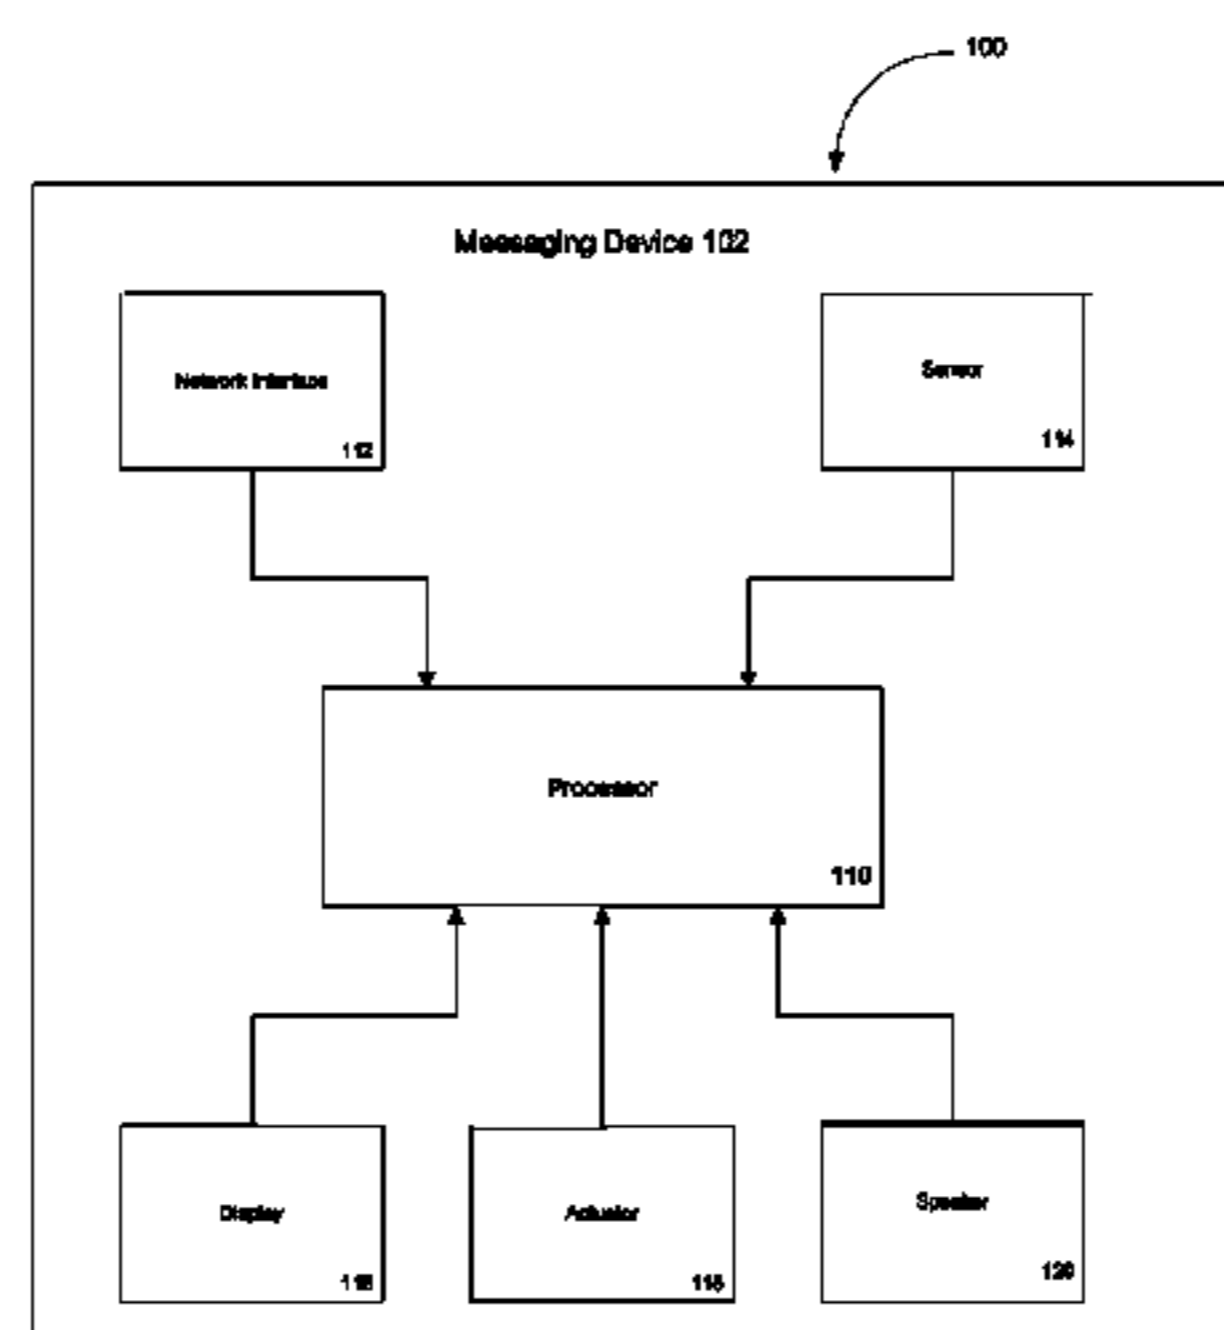 100
Messaging Device 102
Network Interface
112
Sensor
114
Processor
110
Display
Actuator
Speaker
120